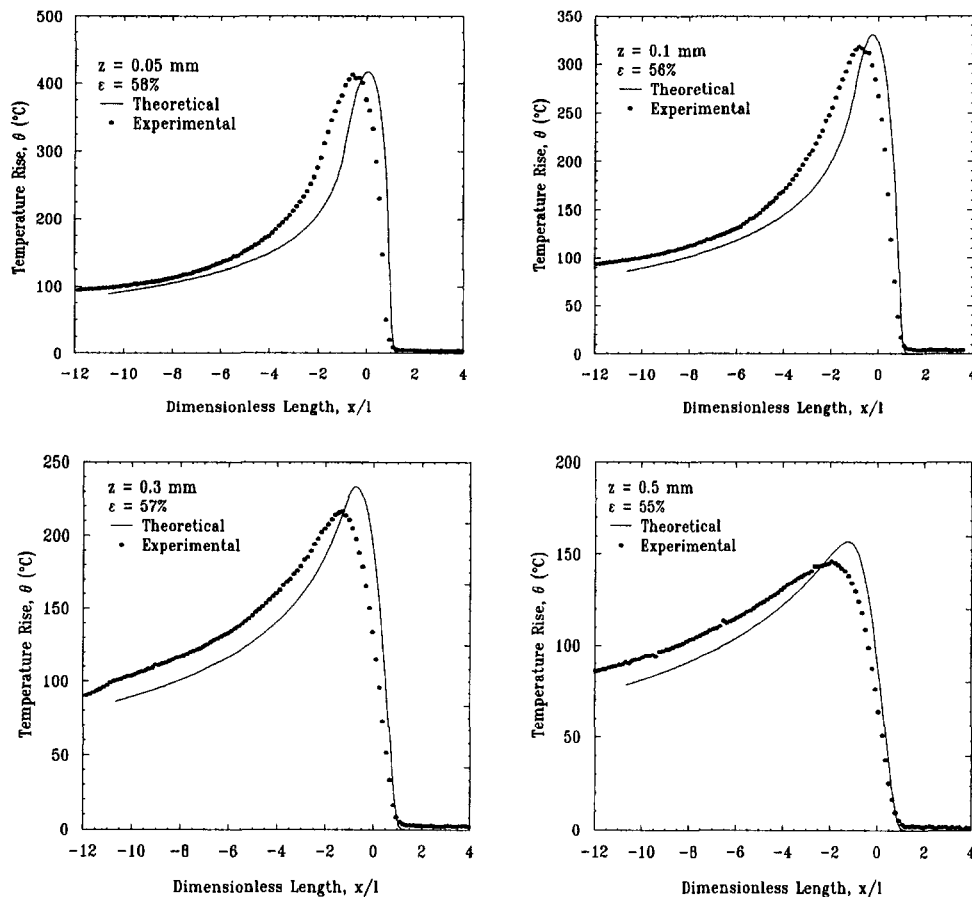 500
400
300
200
100
0
Temperature Rise, θ (°C)
z = 0.05 mm
ε = 58%
Theoretical
Experimental
-12 -10 -8 -6 -4 -2 0 2 4
Dimensionless Length, x/l
350
300
250
200
150
100
50
0
Temperature Rise, θ (°C)
z = 0.1 mm
ε = 56%
Theoretical
Experimental
-12 -10 -8 -6 -4 -2 0 2 4
Dimensionless Length, x/l
250
200
150
100
50
0
Temperature Rise, θ (°C)
z = 0.3 mm
ε = 57%
Theoretical
Experimental
-12 -10 -8 -6 -4 -2 0 2 4
Dimensionless Length, x/l
200
150
100
50
0
Temperature Rise, θ (°C)
z = 0.5 mm
ε = 55%
Theoretical
Experimental
-12 -10 -8 -6 -4 -2 0 2 4
Dimensionless Length, x/l